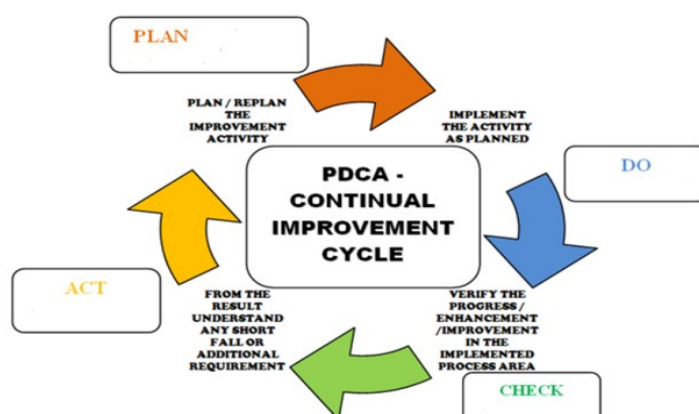 PLAN
PLAN / REPLAN
THE
IMPROVEMENT
ACTIVITY
IMPLEMENT
THE ACTIVITY
AS PLANNED
PDCA -
CONTINUAL
IMPROVEMENT
CYCLE
DO
ACT
FROM THE
RESULT
UNDERSTAND
ANY SHORT
FALL OR
ADDITIONAL
REQUIREMENT
VERIFY THE
PROGRESS /
ENHANCEMENT
/IMPROVEMENT
IN THE
IMPLEMENTED
PROCESS AREA
CHECK